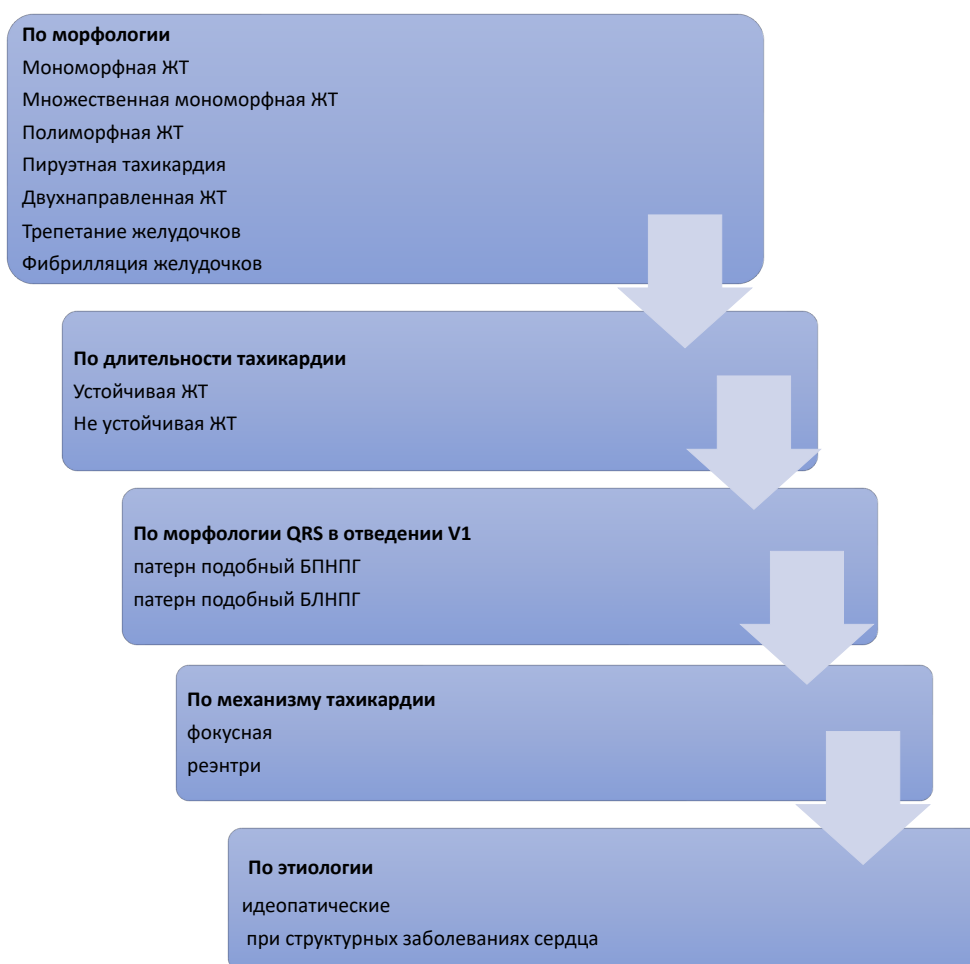 По морфологии
Мономорфная ЖТ
Множественная мономорфная ЖТ
Полиморфная ЖТ
Пируэтная тахикардия
Двухнаправленная ЖТ
Трепетание желудочков
Фибрилляция желудочков
По длительности тахикардии
Устойчивая ЖТ
Не устойчивая ЖТ
По морфологии QRS в отведении V1
патерн подобный БПНПГ
патерн подобный БЛНПГ
По механизму тахикардии
фокусная
реэнтри
По этиологии
идеопатические
при структурных заболеваниях сердца